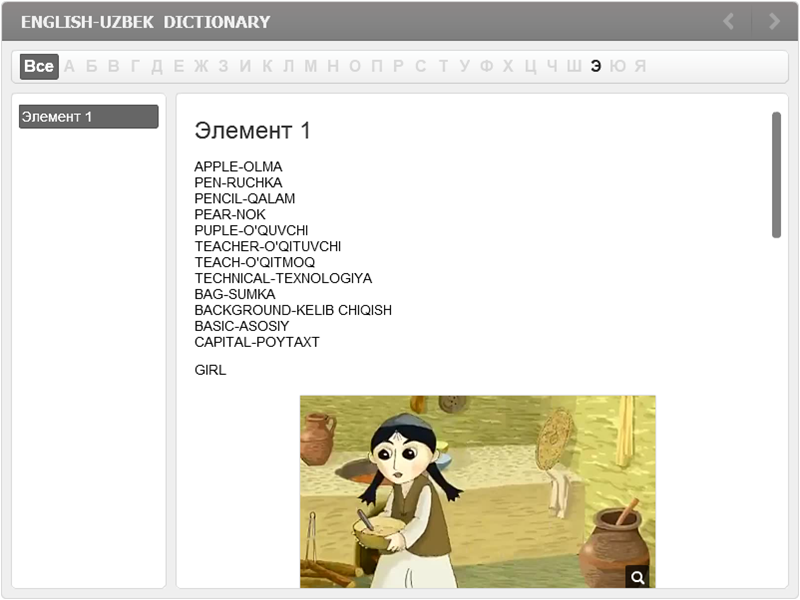 ENGLISH-UZBEK DICTIONARY
Все А Б В Г Д Е Ж З И К Л М Н О П Р С Т У Ф Х Ц Ч Ш Э Ю Я
Элемент 1
Элемент 1
APPLE-OLMA
PEN-RUCHKA
PENCIL-QALAM
PEAR-NOK
PUPLE-O'QUVCHI
TEACHER-O'QITUVCHI
TEACH-O'QITMOQ
TECHNICAL-TEXNOLOGIYA
BAG-SUMKA
BACKGROUND-KELIB CHIQISH
BASIC-ASOSIY
CAPITAL-POYTAXT
GIRL